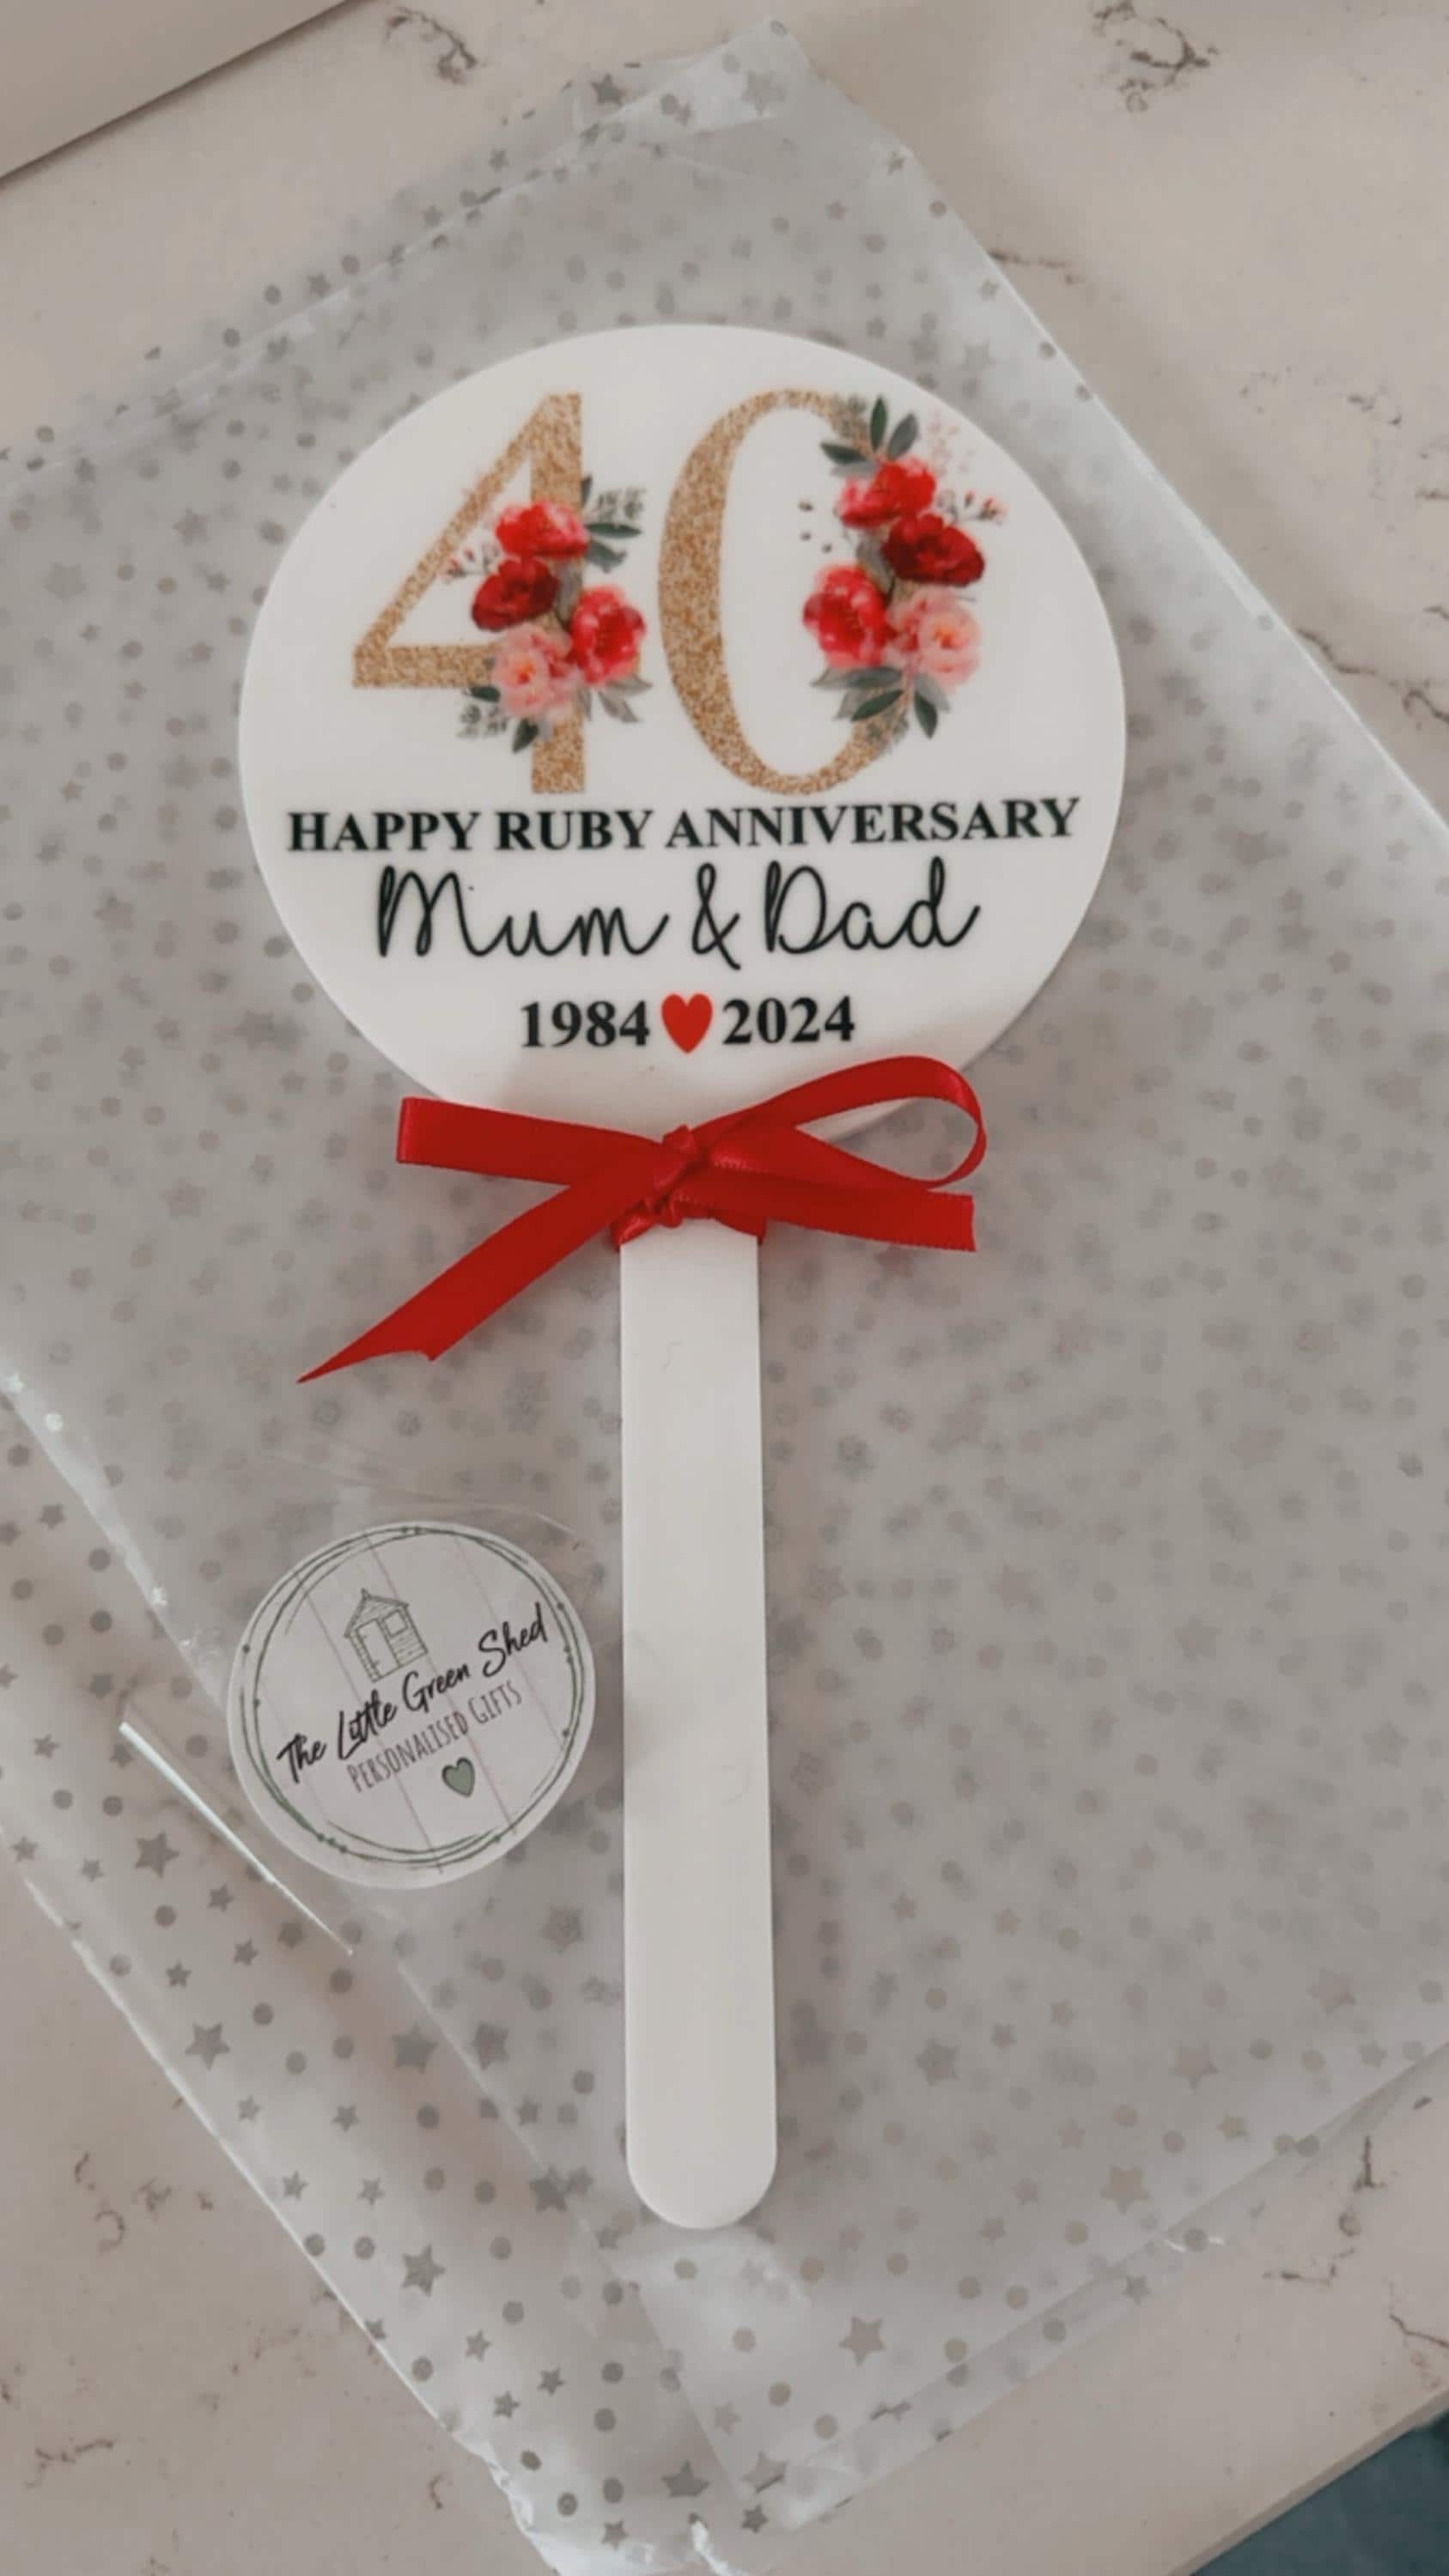 40
HAPPY RUBY ANNIVERSARY
Mum & Dad
1984 ❤ 2024
The Little Green Shed
PERSONALISED GIFTS